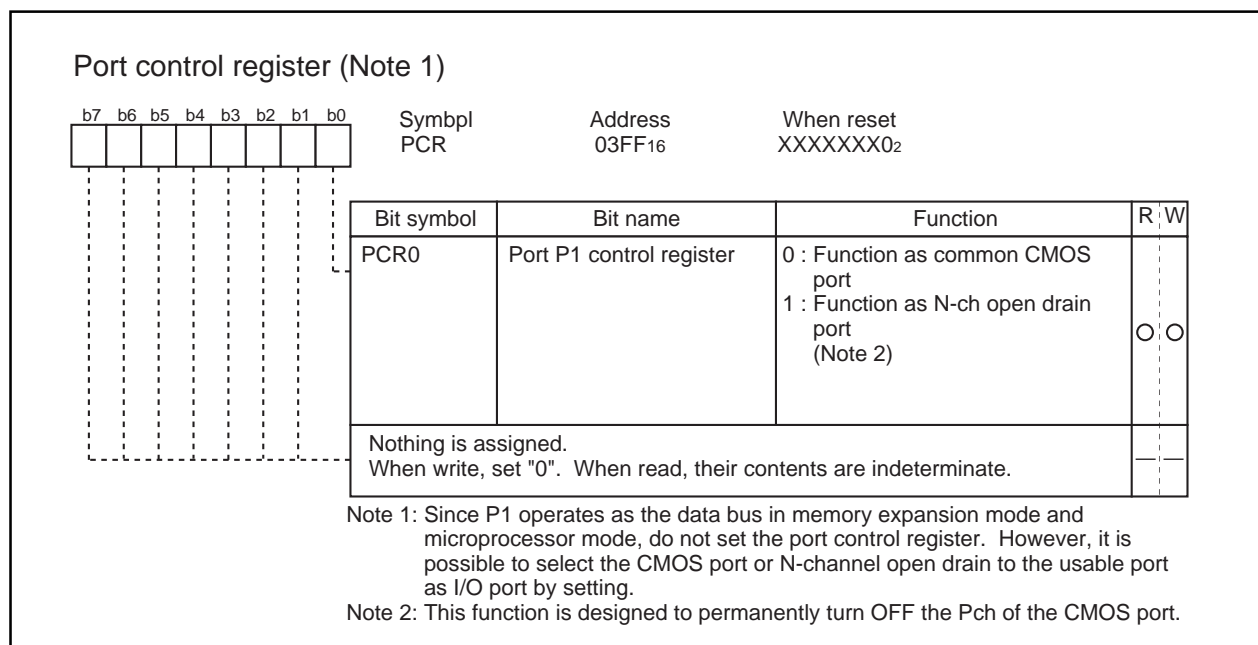 Port control register (Note 1)
b7 b6 b5 b4 b3 b2 b1 b0
Symbpl Address When reset
PCR 03FF16 XXXXXXX02
Bit symbol Bit name Function R W
PCR0 Port P1 control register 0 : Function as common CMOS
port
1 : Function as N-ch open drain
port
(Note 2)
Nothing is assigned.
When write, set "0". When read, their contents are indeterminate.
Note 1: Since P1 operates as the data bus in memory expansion mode and
microprocessor mode, do not set the port control register. However, it is
possible to select the CMOS port or N-channel open drain to the usable port
as I/O port by setting.
Note 2: This function is designed to permanently turn OFF the Pch of the CMOS port.